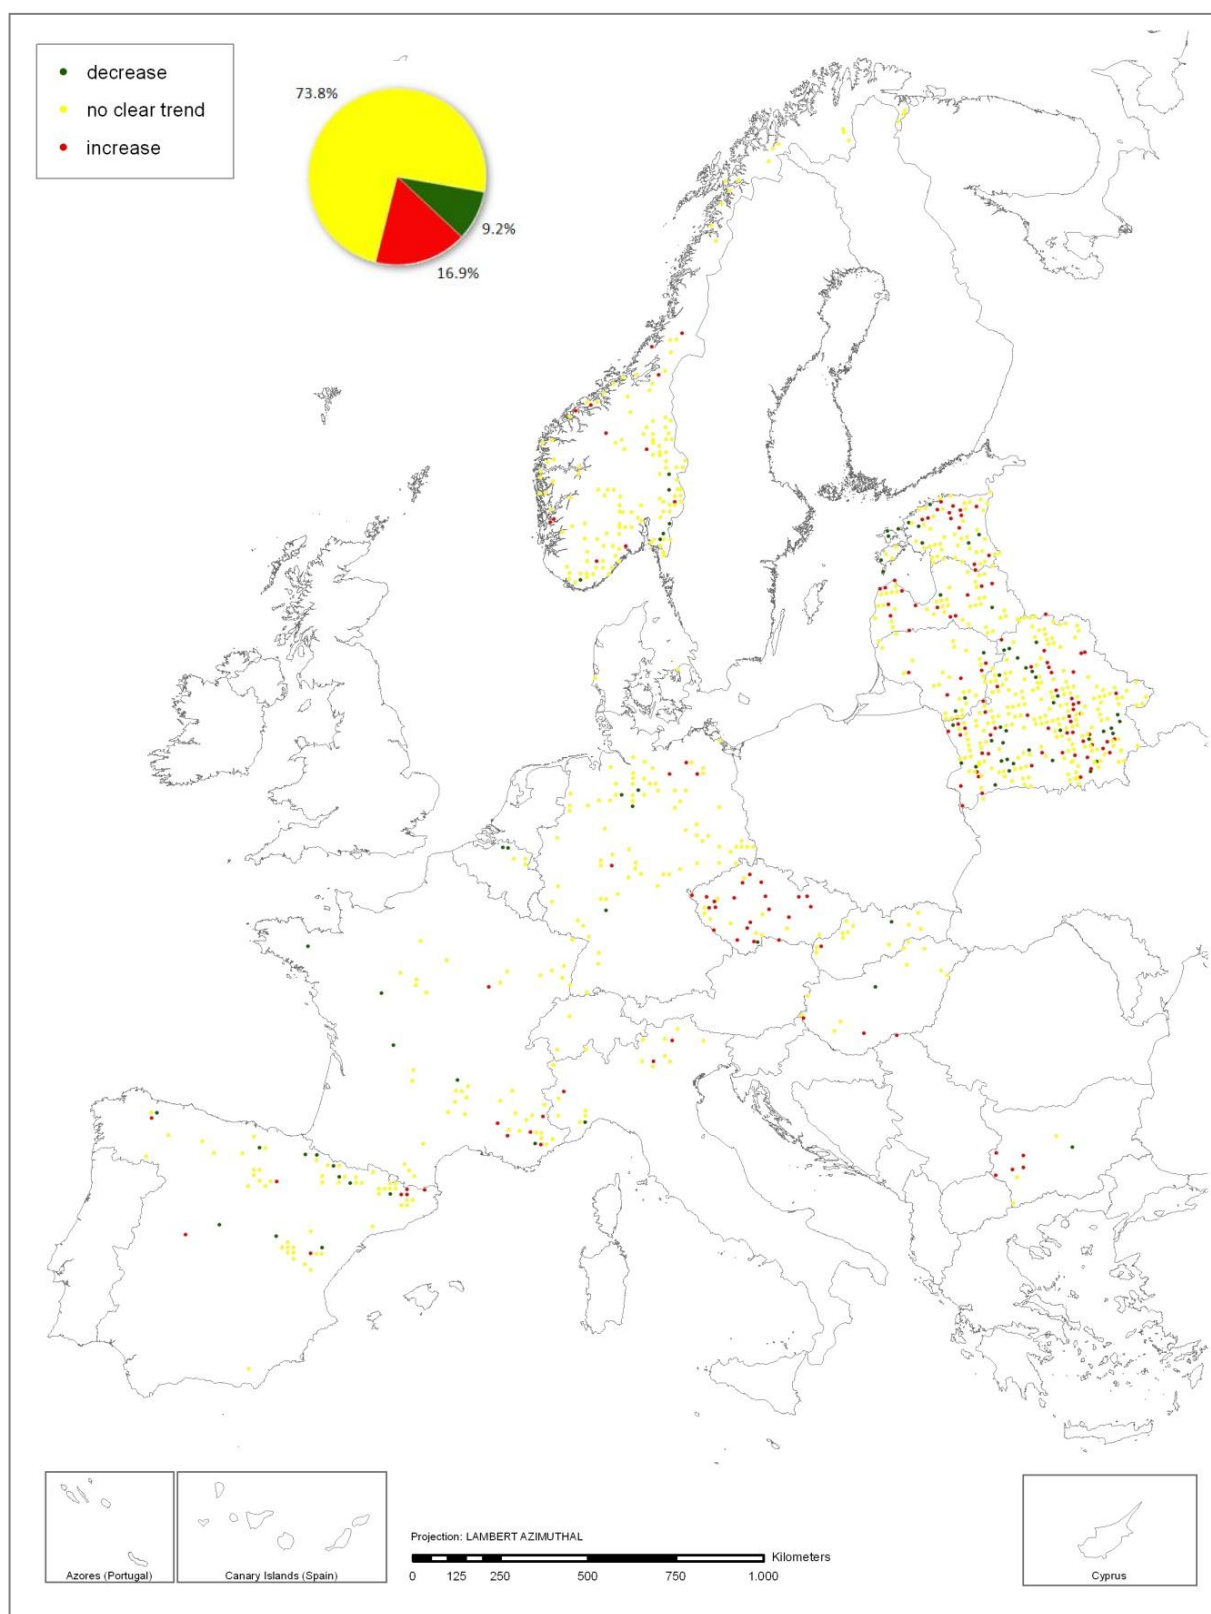 decrease
no clear trend
increase
73.8%
9.2%
16.9%
Projection: LAMBERT AZIMUTHAL
Kilometers
0 125 250 500 750 1.000
Azores (Portugal)
Canary Islands (Spain)
Cyprus